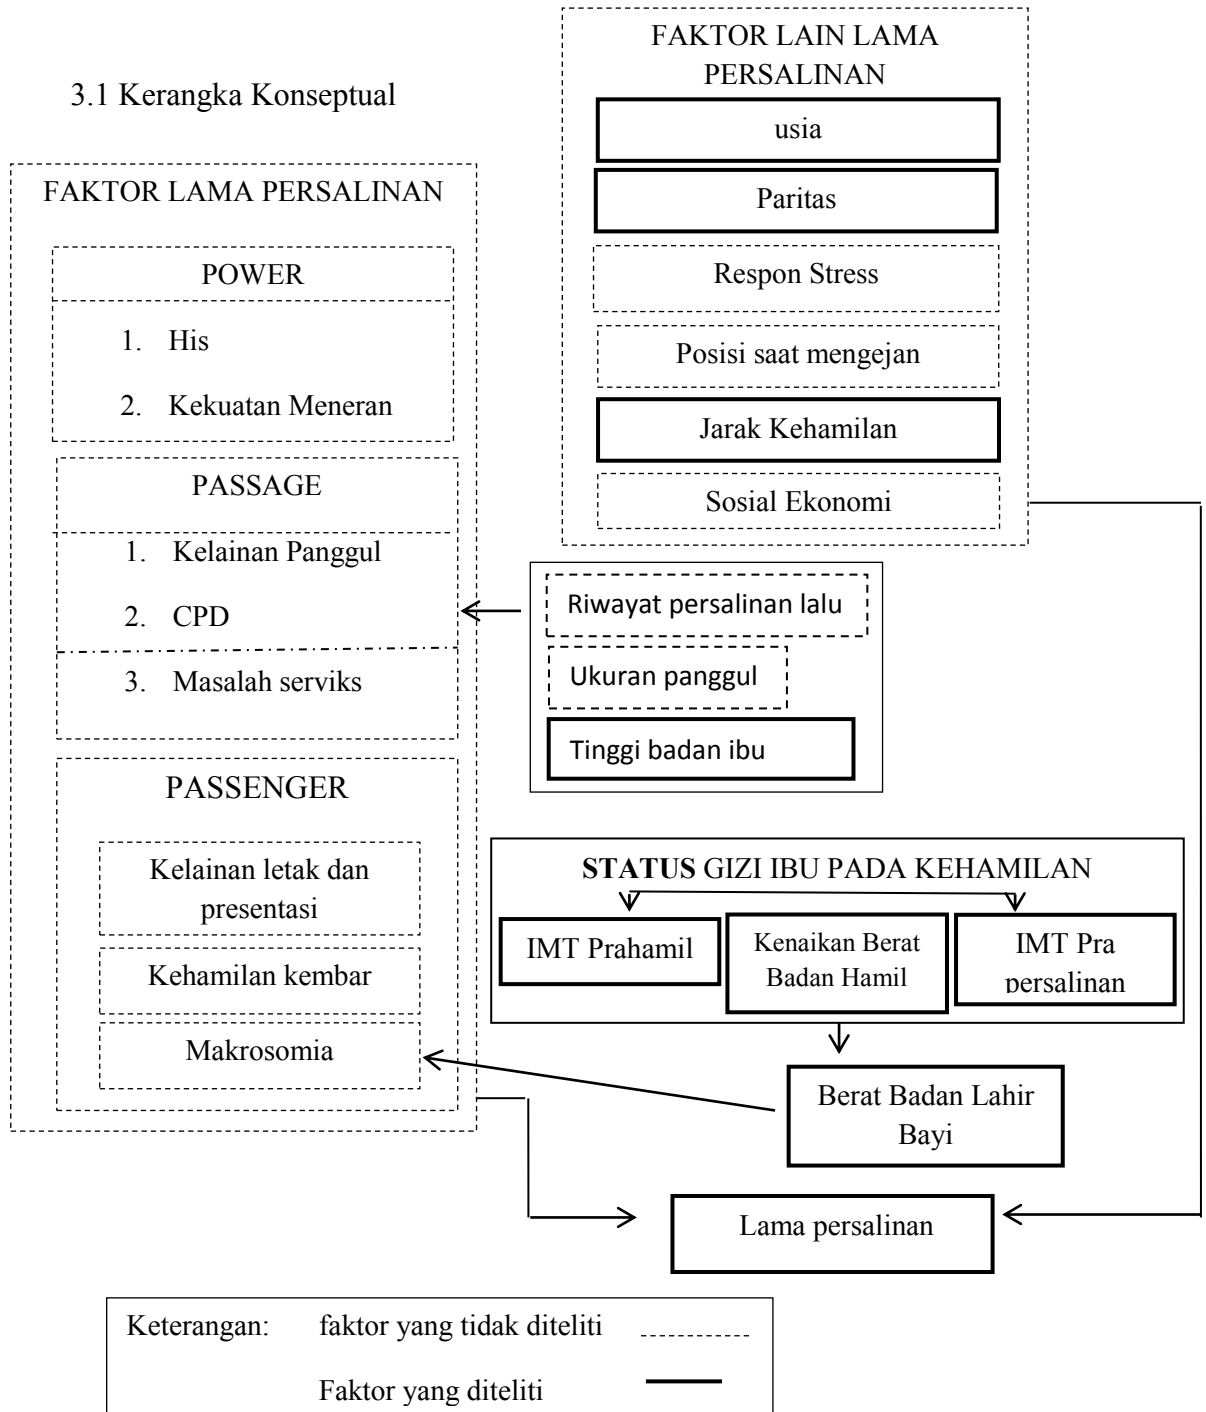 3.1 Kerangka Konseptual
FAKTOR LAIN LAMA
PERSALINAN
usia
Paritas
Respon Stress
Posisi saat mengejan
Jarak Kehamilan
Sosial Ekonomi
FAKTOR LAMA PERSALINAN
POWER
1. His
2. Kekuatan Meneran
PASSAGE
1. Kelainan Panggul
2. CPD
3. Masalah serviks
Riwayat persalinan lalu
Ukuran panggul
Tinggi badan ibu
PASSENGER
Kelainan letak dan
presentasi
Kehamilan kembar
Makrosomia
STATUS GIZI IBU PADA KEHAMILAN
IMT Prahamil
Kenaikan Berat
Badan Hamil
IMT Pra
persalinan
Berat Badan Lahir
Bayi
Lama persalinan
Keterangan: faktor yang tidak diteliti
Faktor yang diteliti